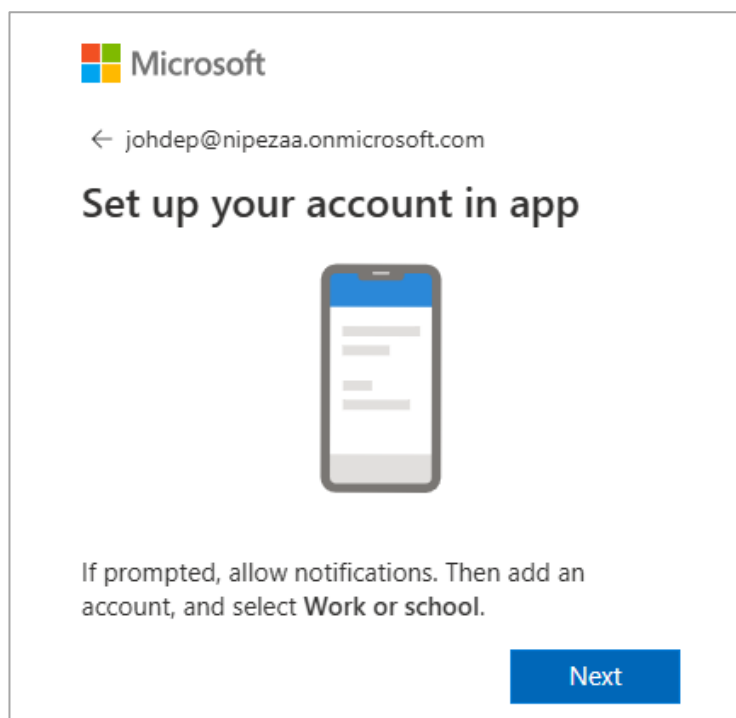 Microsoft
← johdep@nipezaa.onmicrosoft.com
Set up your account in app
If prompted, allow notifications. Then add an
account, and select Work or school.
Next